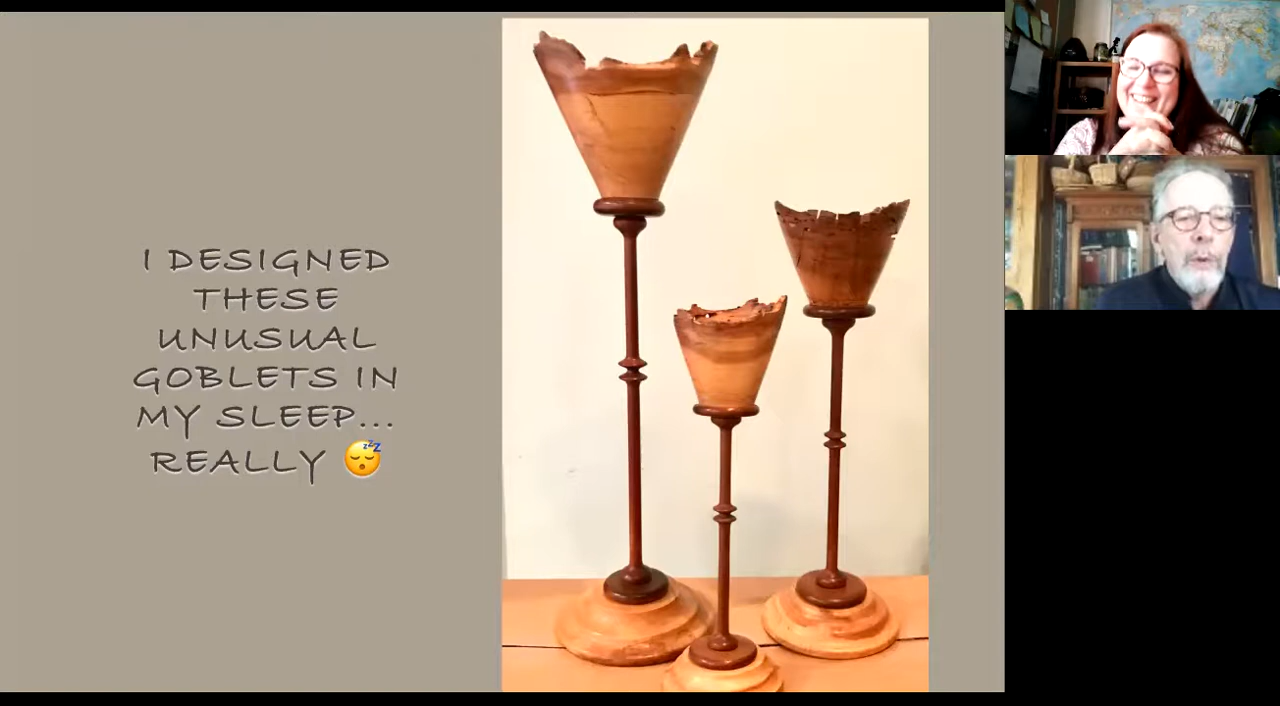 I DESIGNED
THESE
UNUSUAL
GOBLETS IN
MY SLEEP...
REALLY 😴